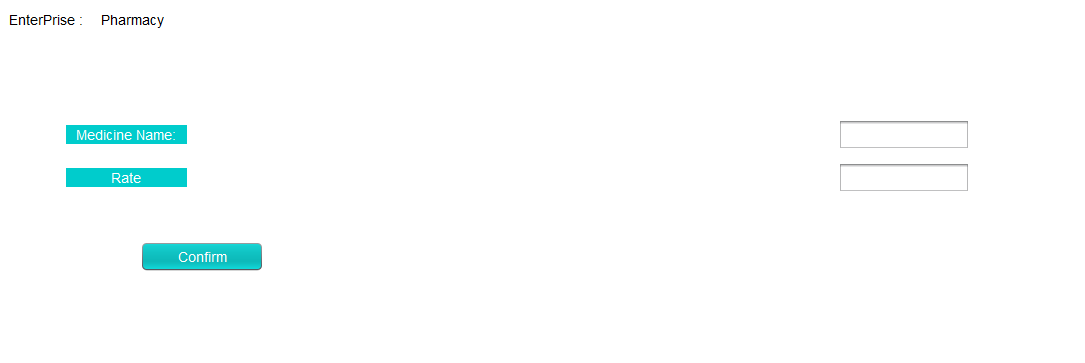 EnterPrise : Pharmacy
Medicine Name:
Rate
Confirm